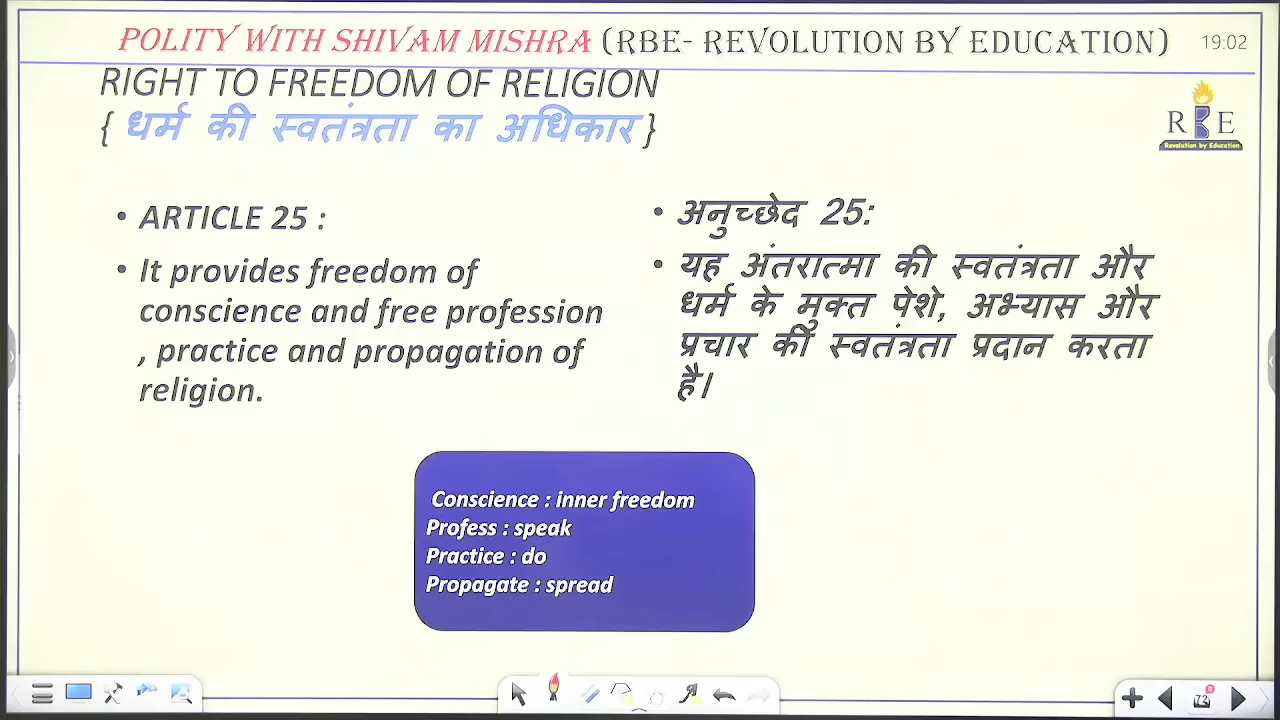 POLITY WITH SHIVAM MISHRA (RBE- REVOLUTION BY EDUCATION)
19:02
RIGHT TO FREEDOM OF RELIGION
{ धर्म की स्वतंत्रता का अधिकार }
R B E
Revolution by Education
• ARTICLE 25 :
• It provides freedom of
conscience and free profession
, practice and propagation of
religion.
• अनुच्छेद 25:
• यह अंतरात्मा की स्वतंत्रता और
धर्म के मुक्त पेशे, अभ्यास और
प्रचार की स्वतंत्रता प्रदान करता
है।
Conscience : inner freedom
Profess : speak
Practice : do
Propagate : spread